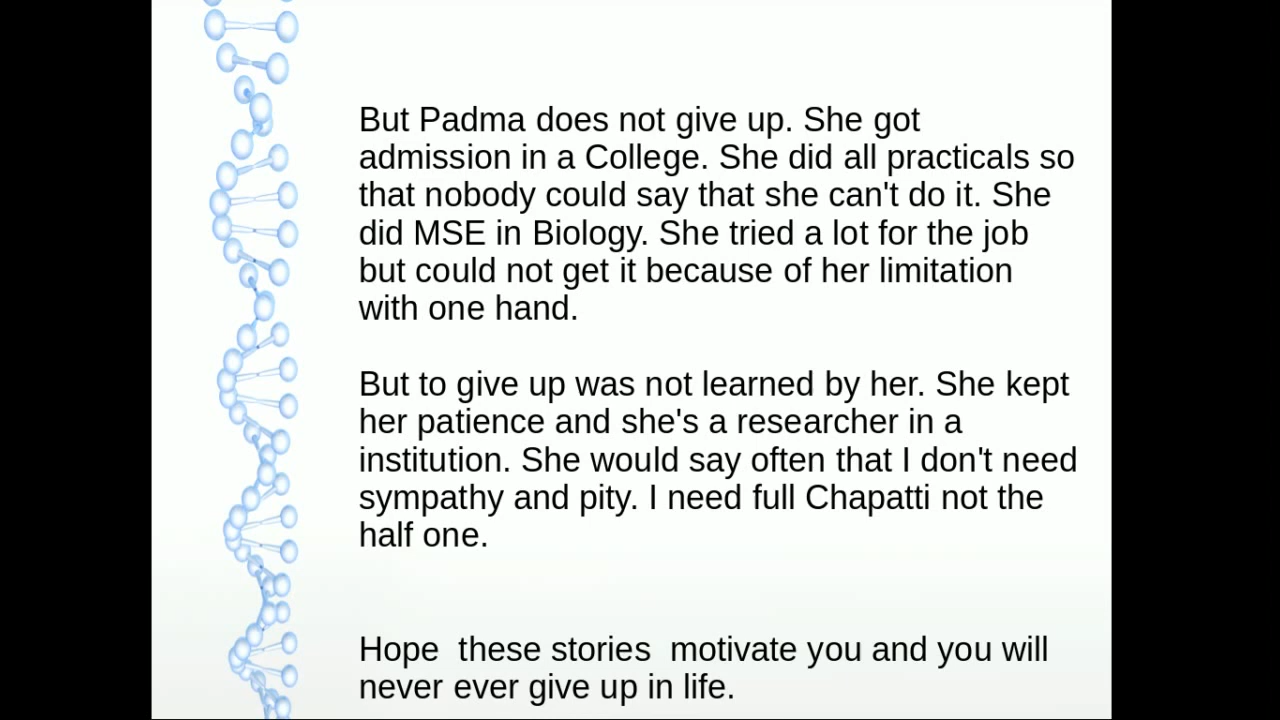 But Padma does not give up. She got
admission in a College. She did all practicals so
that nobody could say that she can't do it. She
did MSE in Biology. She tried a lot for the job
but could not get it because of her limitation
with one hand.
But to give up was not learned by her. She kept
her patience and she's a researcher in a
institution. She would say often that I don't need
sympathy and pity. I need full Chapatti not the
half one.
Hope  these stories  motivate you and you will
never ever give up in life.